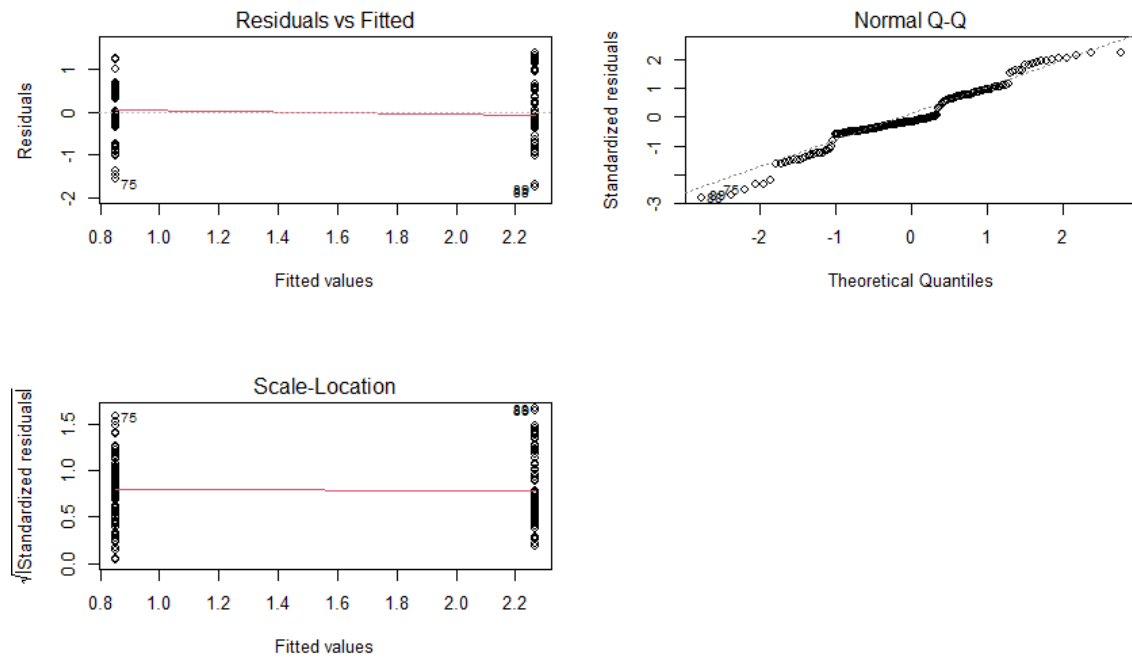 Residuals vs Fitted
Residuals
1
0
-1
-2
75
0.8 1.0 1.2 1.4 1.6 1.8 2.0 2.2
Fitted values
Normal Q-Q
Standardized residuals
2
1
0
-1
-3
75
-2 -1 0 1 2
Theoretical Quantiles
Scale-Location
√|Standardized residuals|
1.5
1.0
0.5
0.0
75
0.8 1.0 1.2 1.4 1.6 1.8 2.0 2.2
Fitted values